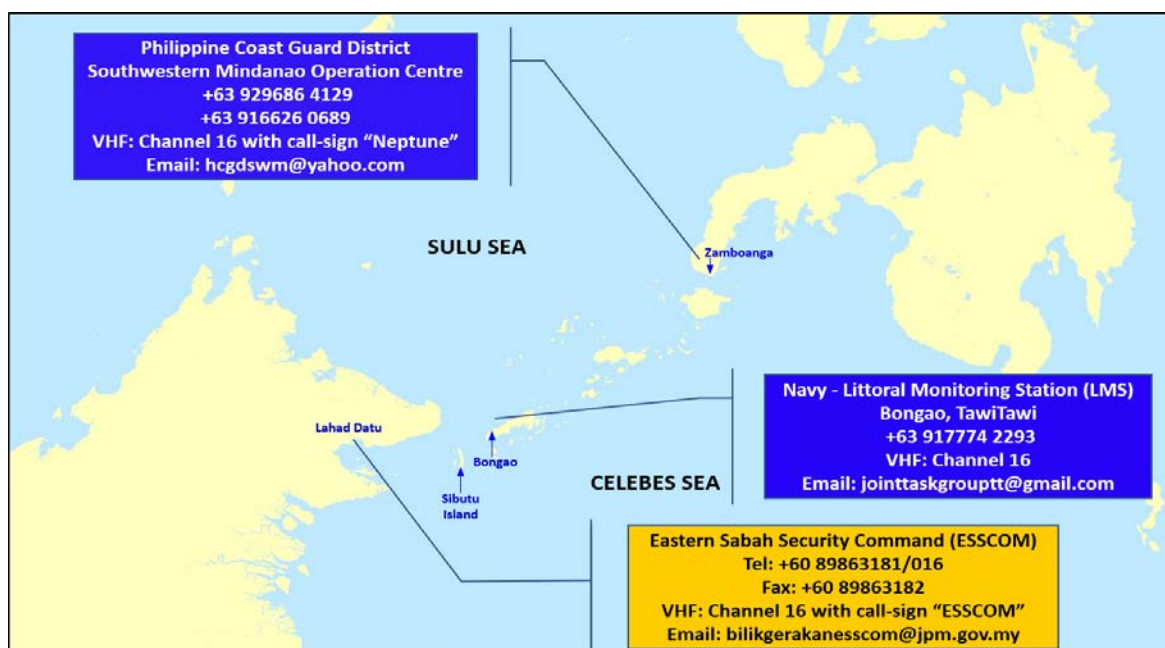 Philippine Coast Guard District
Southwestern Mindanao Operation Centre
+63 929686 4129
+63 916626 0689
VHF: Channel 16 with call-sign “Neptune”
Email: hcgdswm@yahoo.com
SULU SEA
Zamboanga
Navy - Littoral Monitoring Station (LMS)
Bongao, TawiTawi
+63 917774 2293
VHF: Channel 16
Email: jointtaskgrouptt@gmail.com
Lahad Datu
Bongao
CELEBES SEA
Sibutu
Island
Eastern Sabah Security Command (ESSCOM)
Tel: +60 89863181/016
Fax: +60 89863182
VHF: Channel 16 with call-sign “ESSCOM”
Email: bilikgerakanesscom@jpm.gov.my